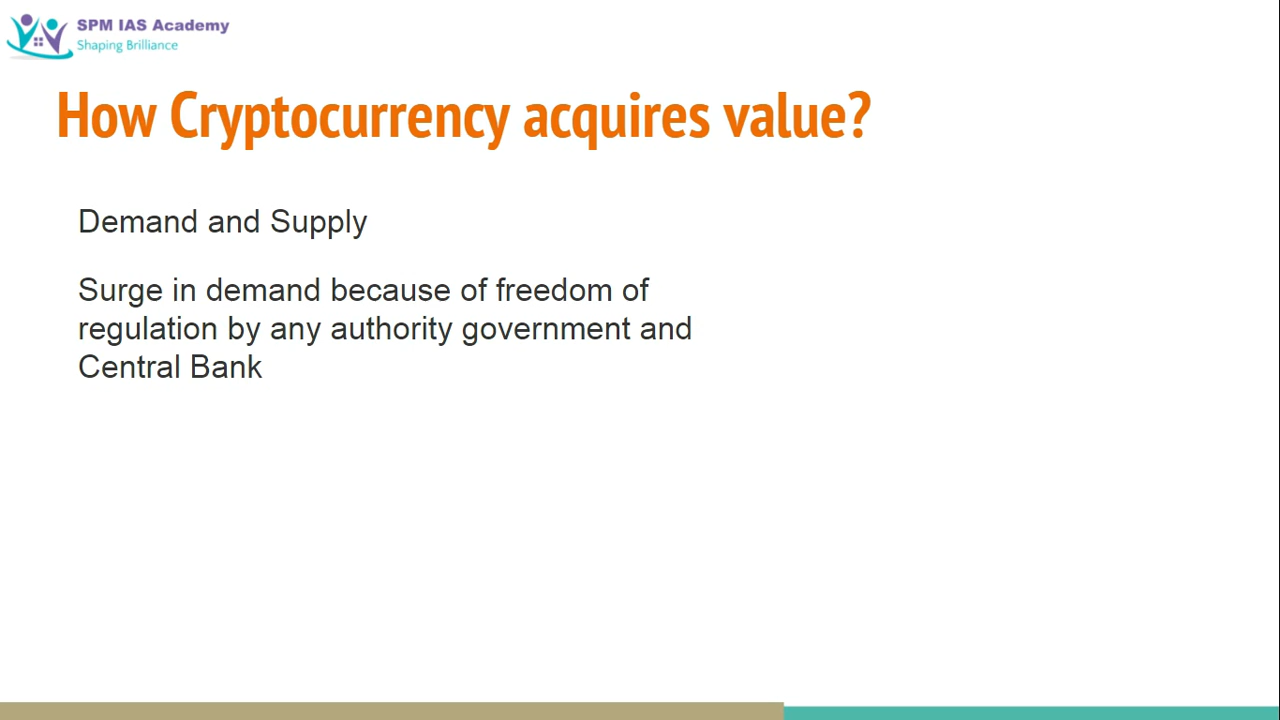 SPM IAS Academy
Shaping Brilliance
How Cryptocurrency acquires value?
Demand and Supply
Surge in demand because of freedom of
regulation by any authority government and
Central Bank